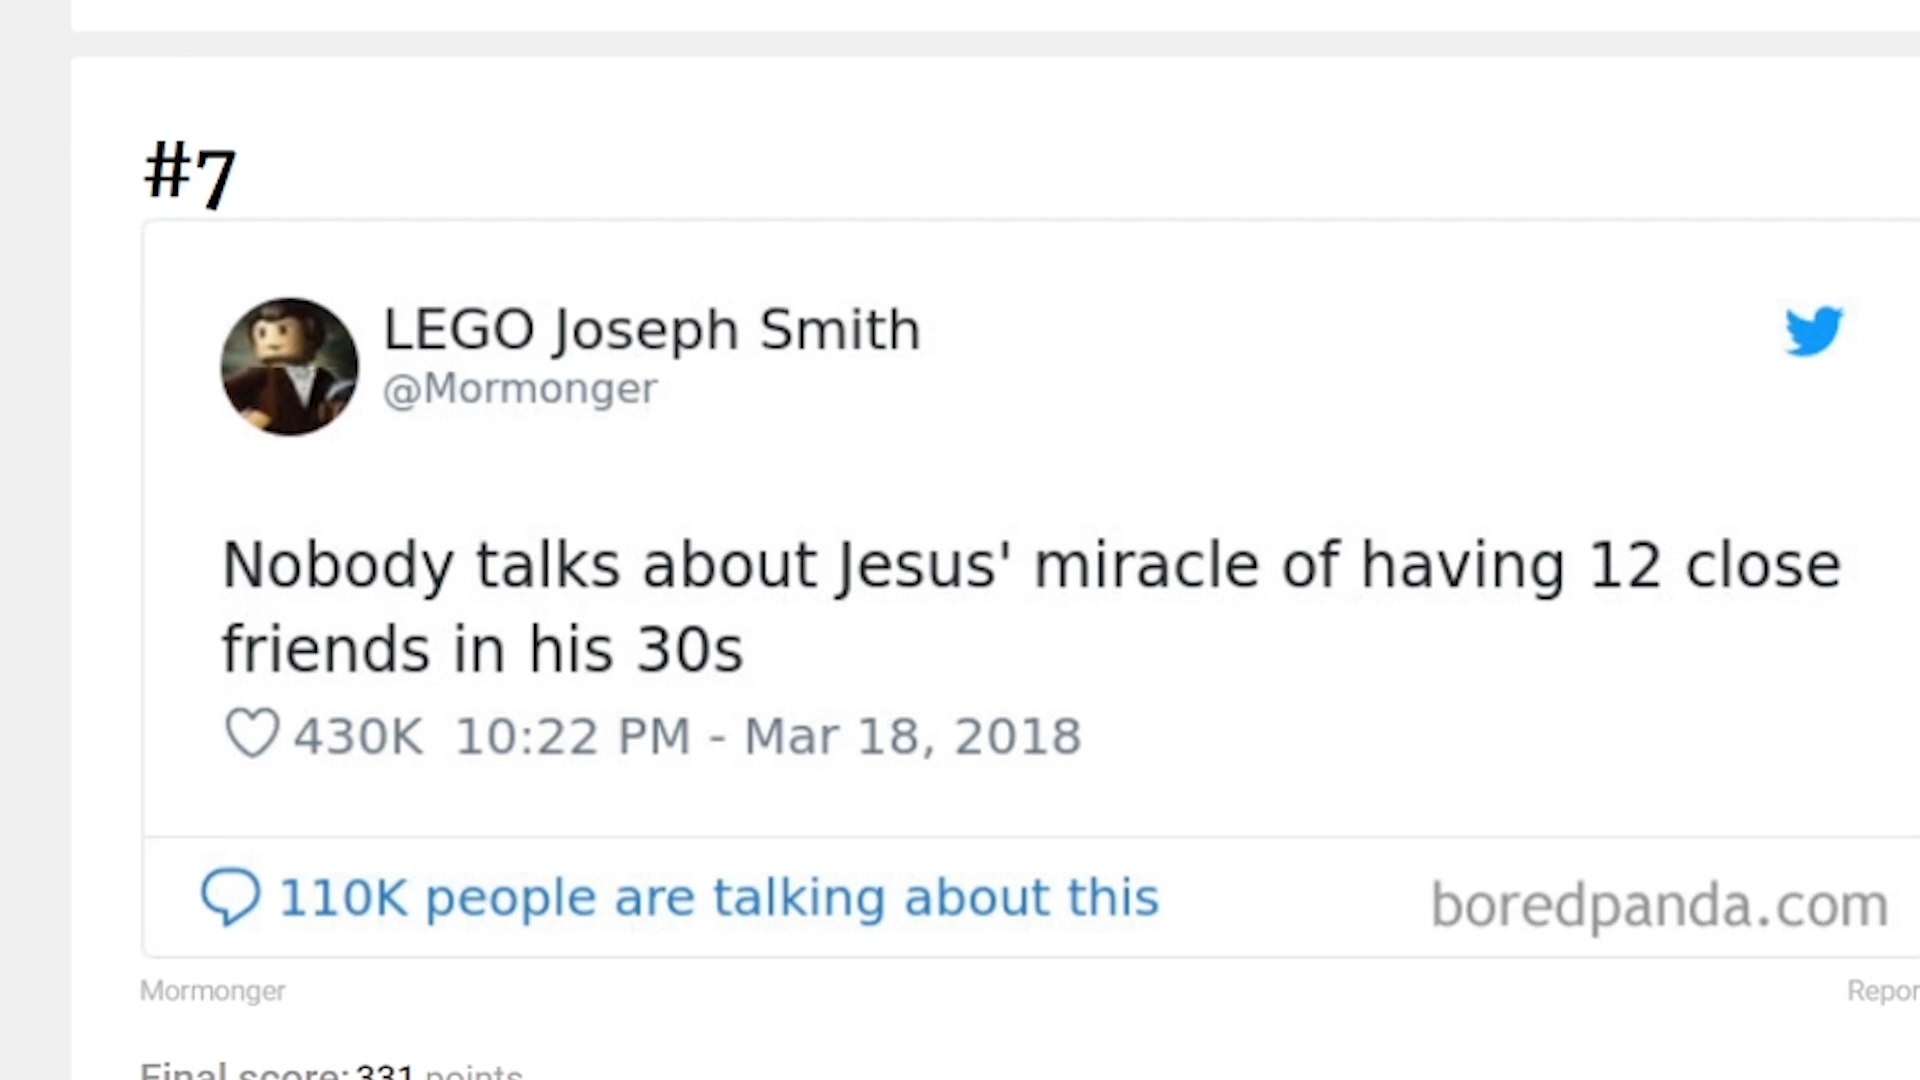 #7
LEGO Joseph Smith
@Mormonger
Nobody talks about Jesus' miracle of having 12 close
friends in his 30s
430K 10:22 PM - Mar 18, 2018
110K people are talking about this
boredpanda.com
Mormonger
Repor
Final score: 331 points